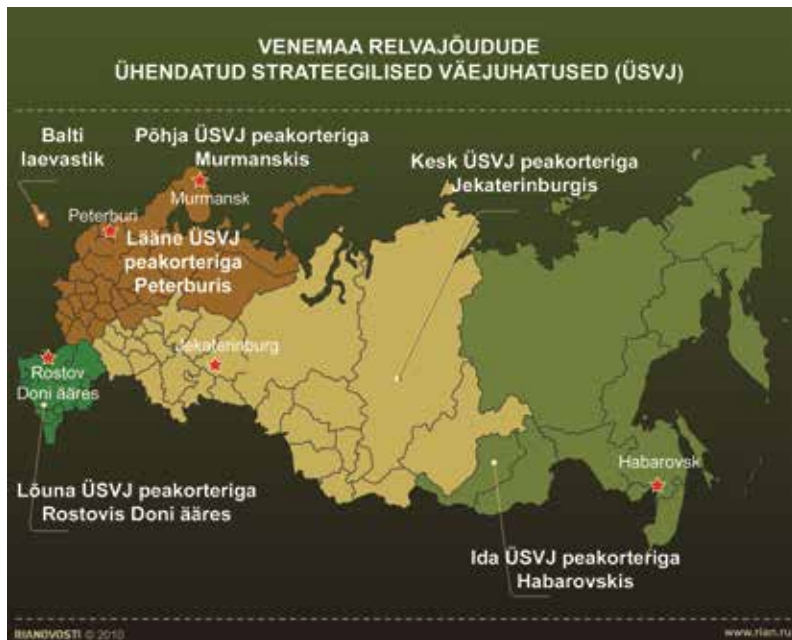 VENEMAA RELVAJÕUDUDE
ÜHENDATUD STRATEEGILISED VÄEJUHATUSED (ÜSVJ)
Balti
laevastik
Põhja ÜSVJ peakorteriga
Murmanskis
Kesk ÜSVJ peakorteriga
Jekaterinburgis
Murmansk
Peterburi
Lääne ÜSVJ
peakorteriga
Peterburis
Jekaterinburg
Rostov
Doni ääres
Habarovsk
Lõuna ÜSVJ peakorteriga
Rostovis Doni ääres
Ida ÜSVJ peakorteriga
Habarovskis
RIANOVOSTI © 2010
www.rian.ru